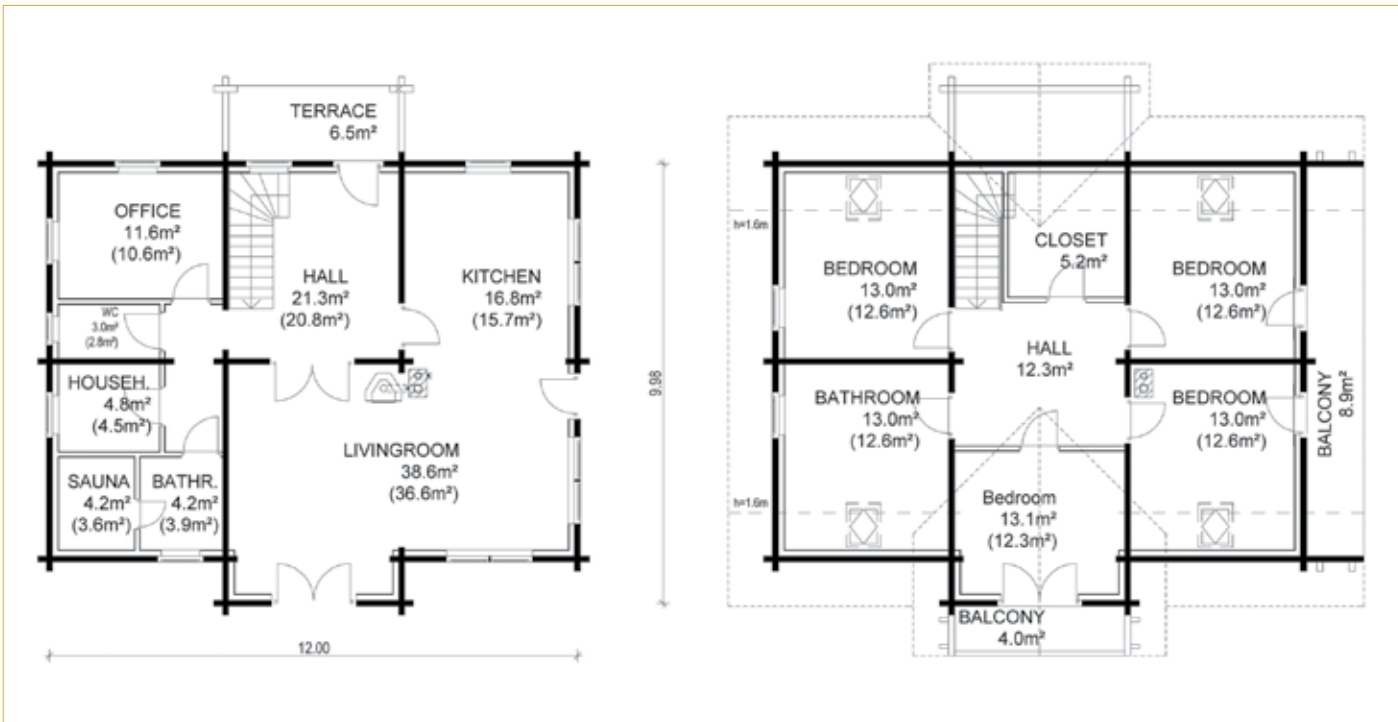 TERRACE
6.5m²
OFFICE
11.6m²
(10.6m²)
HALL
21.3m²
(20.8m²)
KITCHEN
16.8m²
(15.7m²)
WC
3.0m²
(2.8m²)
HOUSEH.
4.8m²
(4.5m²)
LIVINGROOM
38.6m²
(36.6m²)
SAUNA
4.2m²
(3.6m²)
BATHR.
4.2m²
(3.9m²)
9.98
12.00
h=1.6m
CLOSET
5.2m²
BEDROOM
13.0m²
(12.6m²)
BEDROOM
13.0m²
(12.6m²)
HALL
12.3m²
BATHROOM
13.0m²
(12.6m²)
BEDROOM
13.0m²
(12.6m²)
BALCONY
8.9m²
h=1.6m
Bedroom
13.1m²
(12.3m²)
BALCONY
4.0m²